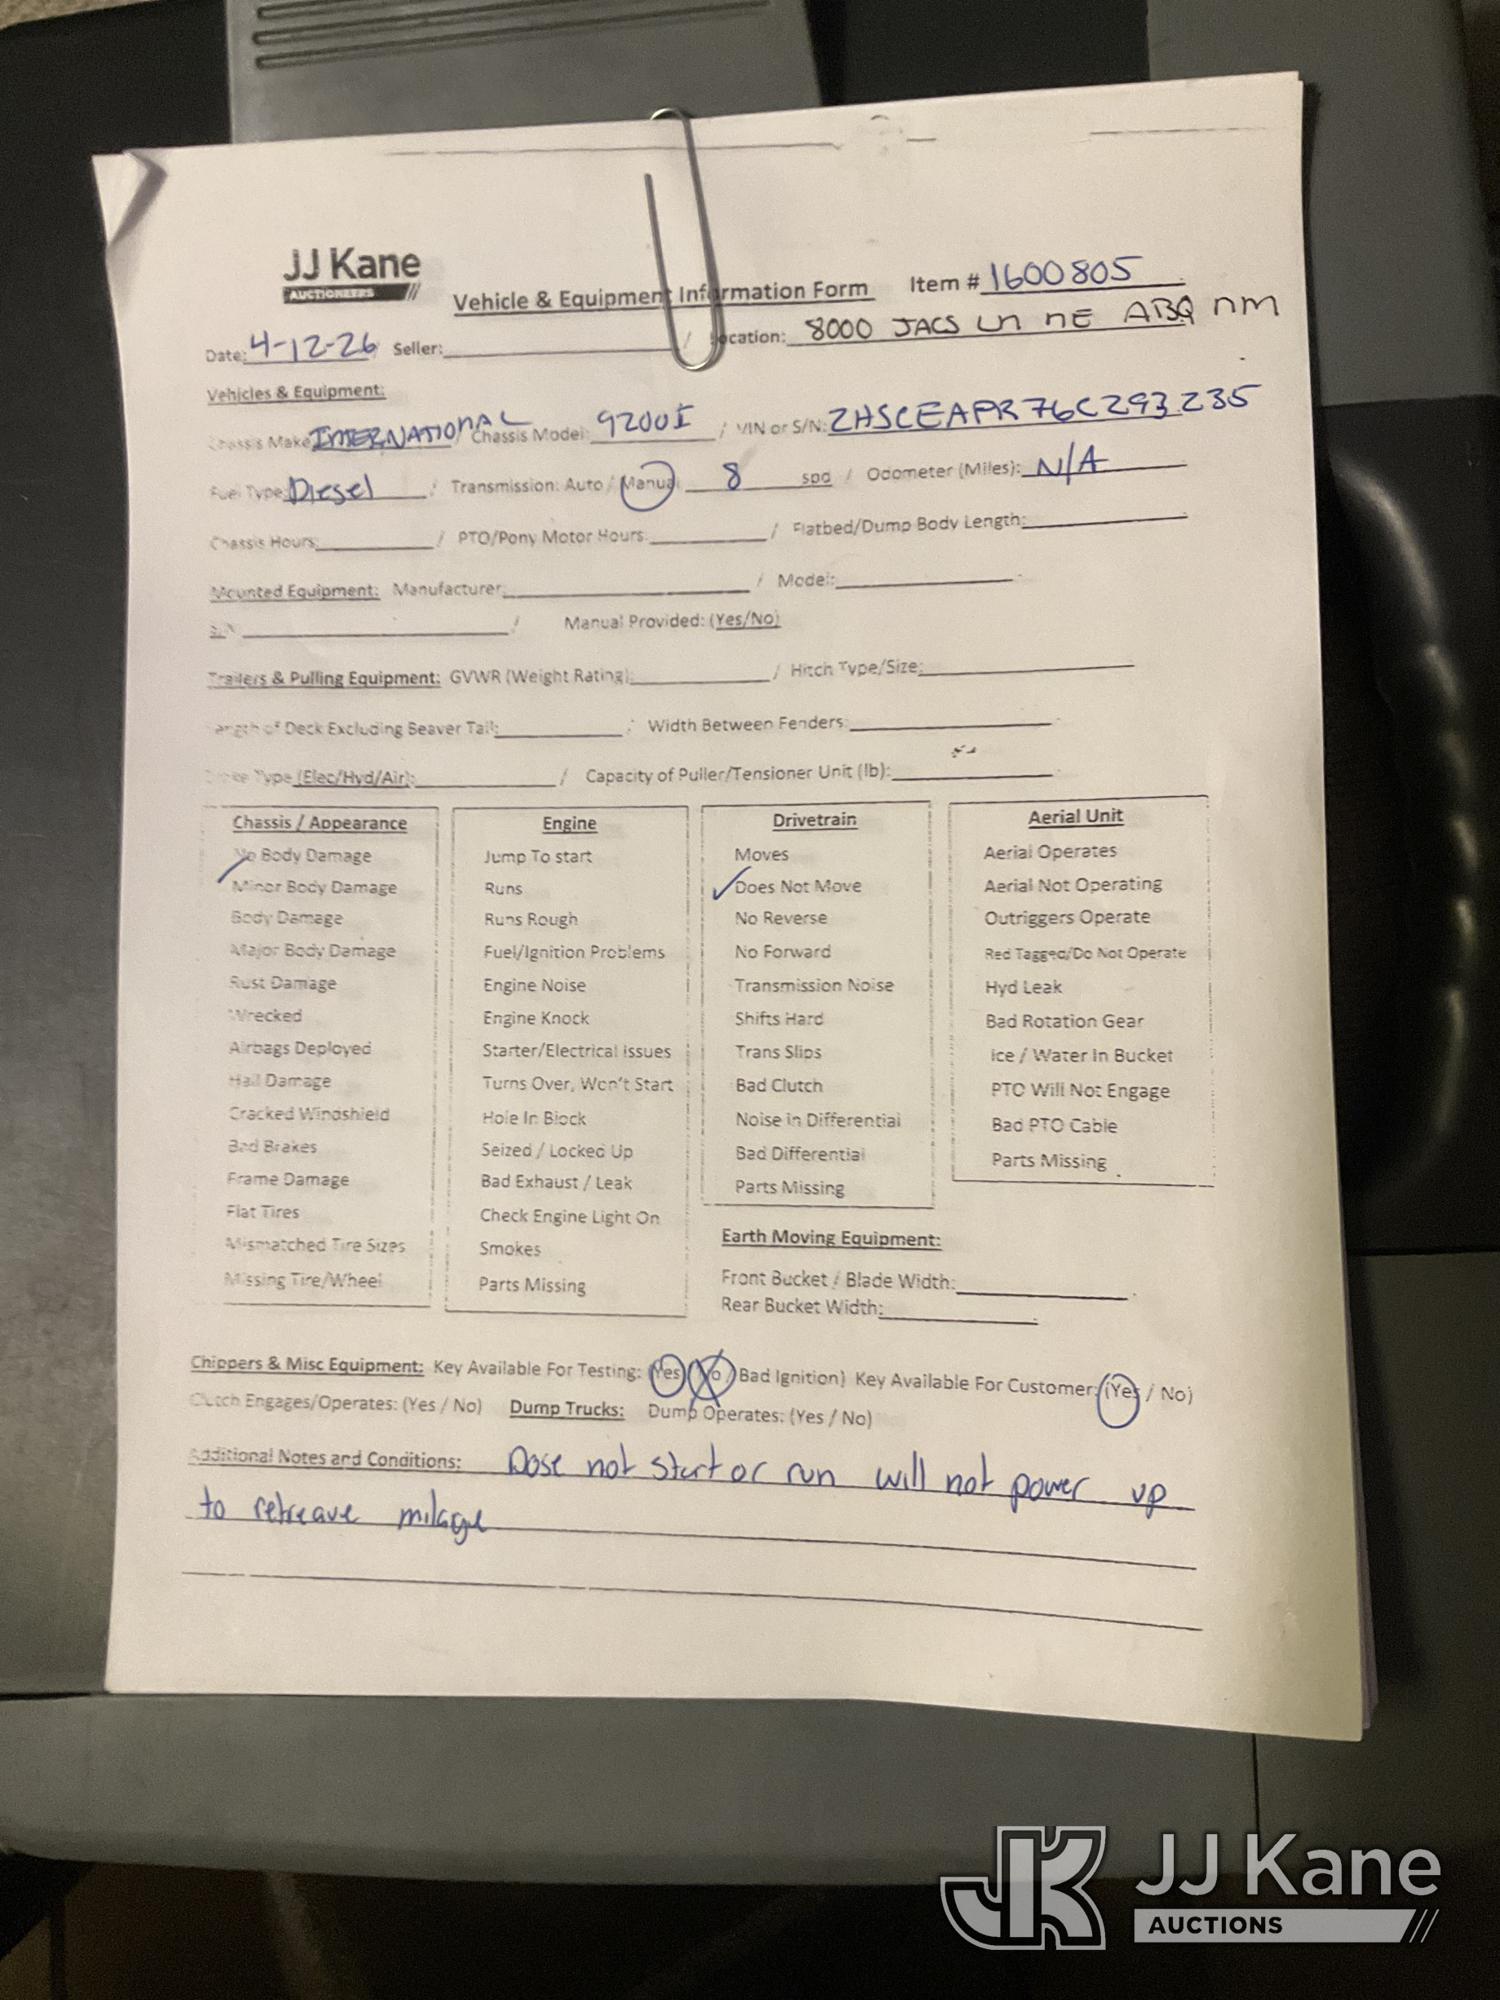 JJ Kane
AUCTIONEERS
Vehicle & Equipment Information Form Item # 1600805
Date: 4-12-26 Seller: / Location: 8000 JACS LN NE ABQ NM
Vehicles & Equipment:
Chassis Make INTERNATIONAL Chassis Model: 9200I / VIN or S/N: 2HSCEAPR76C293235
Fuel Type: Diesel / Transmission: Auto / Manual 8 spd / Odometer (Miles): N/A
Chassis Hours: / PTO/Pony Motor Hours: / Flatbed/Dump Body Length:
Mounted Equipment: Manufacturer: / Model:
S/N / Manual Provided: (Yes/No)
Trailers & Pulling Equipment: GVWR (Weight Rating): / Hitch Type/Size:
Length of Deck Excluding Beaver Tail: / Width Between Fenders:
Brake Type (Elec/Hyd/Air): / Capacity of Puller/Tensioner Unit (lb):
Chassis / Appearance
No Body Damage
Minor Body Damage
Body Damage
Major Body Damage
Rust Damage
Wrecked
Airbags Deployed
Hail Damage
Cracked Windshield
Bad Brakes
Frame Damage
Flat Tires
Mismatched Tire Sizes
Missing Tire/Wheel
Engine
Jump To start
Runs
Runs Rough
Fuel/Ignition Problems
Engine Noise
Engine Knock
Starter/Electrical issues
Turns Over, Won't Start
Hole In Block
Seized / Locked Up
Bad Exhaust / Leak
Check Engine Light On
Smokes
Parts Missing
Drivetrain
Moves
✓ Does Not Move
No Reverse
No Forward
Transmission Noise
Shifts Hard
Trans Slips
Bad Clutch
Noise in Differential
Bad Differential
Parts Missing
Aerial Unit
Aerial Operates
Aerial Not Operating
Outriggers Operate
Red Tagged/Do Not Operate
Hyd Leak
Bad Rotation Gear
Ice / Water In Bucket
PTO Will Not Engage
Bad PTO Cable
Parts Missing
Earth Moving Equipment:
Front Bucket / Blade Width:
Rear Bucket Width:
Chippers & Misc Equipment: Key Available For Testing: (Yes / No / Bad Ignition) Key Available For Customer: (Yes / No)
Clutch Engages/Operates: (Yes / No) Dump Trucks: Dump Operates: (Yes / No)
Additional Notes and Conditions: Dose not start or run will not power up
to retreave milage
JJ Kane
AUCTIONS